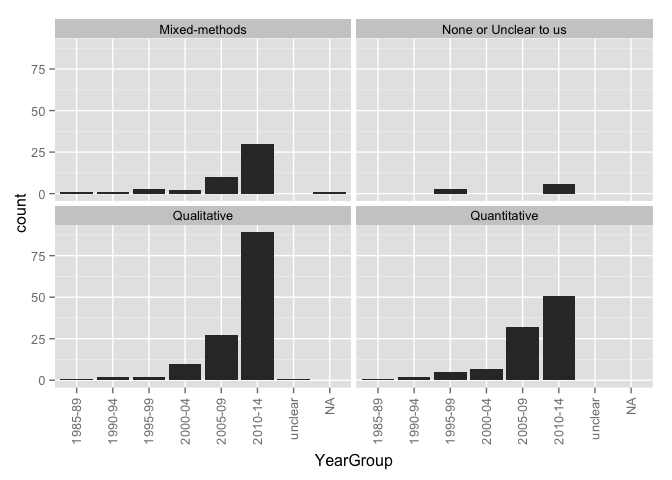 Mixed-methods
None or Unclear to us
75
50
25
0
Qualitative
Quantitative
75
50
25
0
count
1985-89
1990-94
1995-99
2000-04
2005-09
2010-14
unclear
NA
1985-89
1990-94
1995-99
2000-04
2005-09
2010-14
unclear
NA
YearGroup